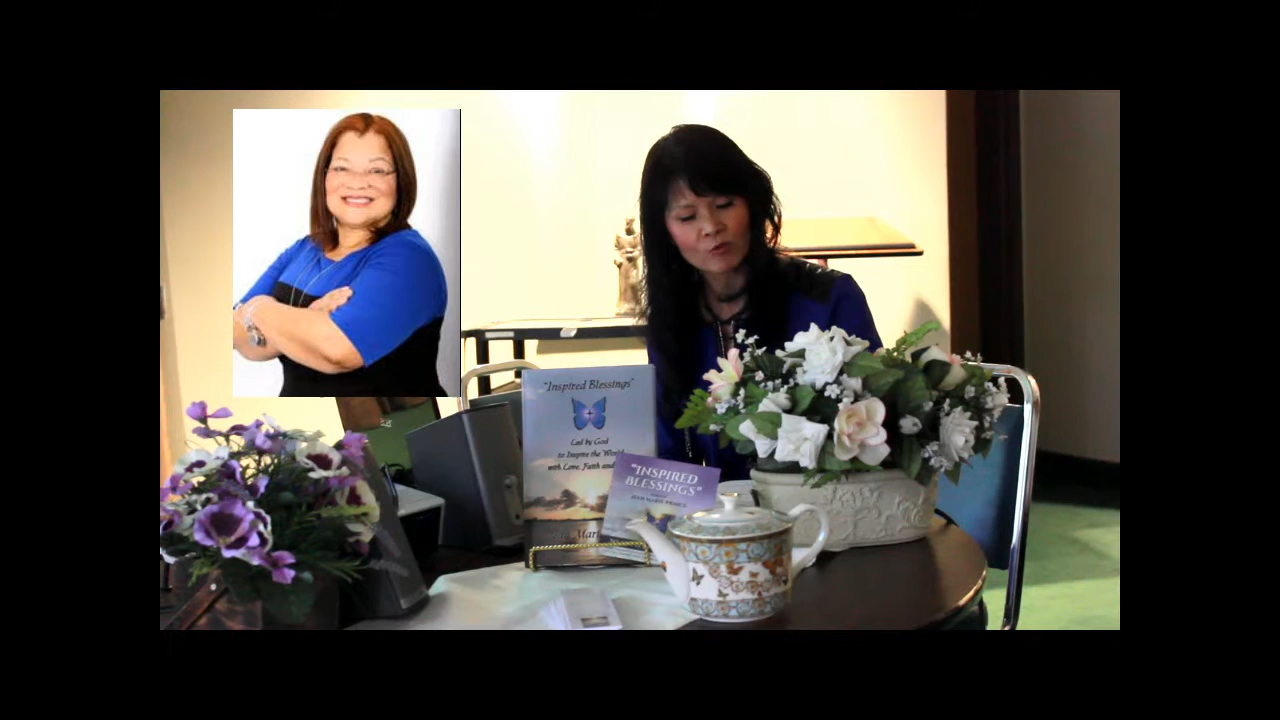 "Inspired Blessings"
Led by God
to Inspire the World
with Love, Faith and
"INSPIRED
BLESSINGS"